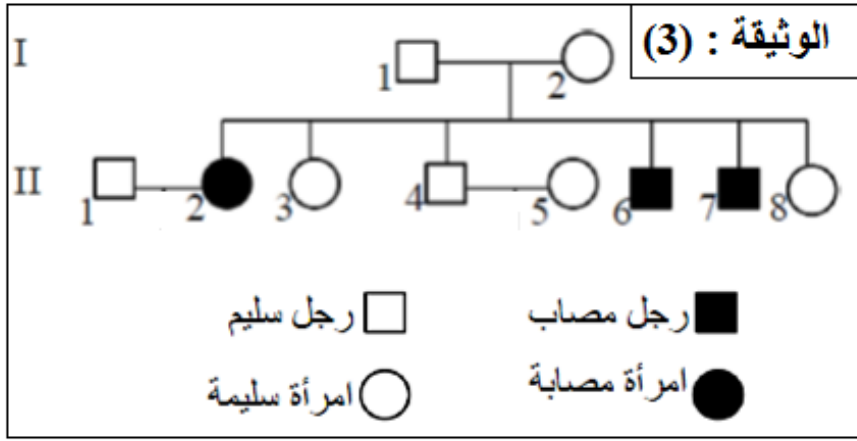 الوثيقة : (3)
I
1 2
II
1 2 3 4 5 6 7 8
رجل سليم
رجل مصاب
امرأة سليمة
امرأة مصابة